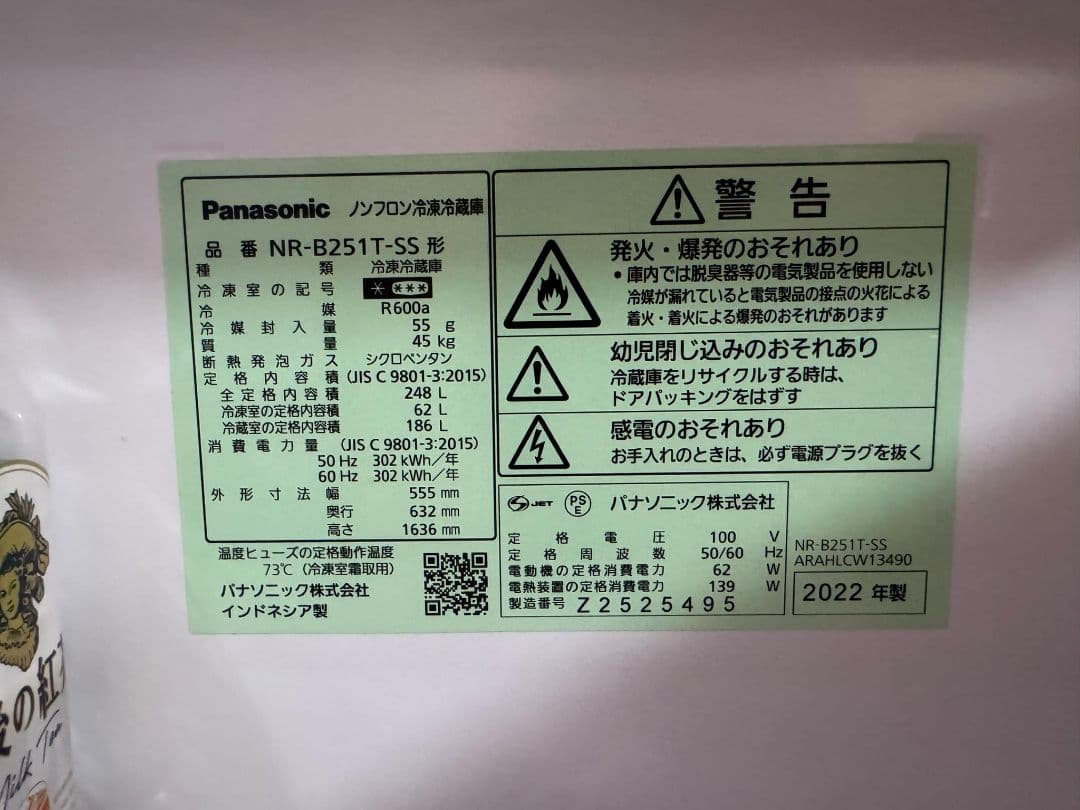 Panasonic ノンフロン冷凍冷蔵庫
品番 NR-B251T-SS 形
種類 冷凍冷蔵庫
冷凍室の記号 * ***
冷媒 R600a
冷媒封入量 55 g
質量 45 kg
断熱発泡ガス シクロペンタン
定格内容積 (JIS C 9801-3:2015)
全定格内容積 248 L
冷凍室の定格内容積 62 L
冷蔵室の定格内容積 186 L
消費電力量 (JIS C 9801-3:2015)
50 Hz 302 kWh/年
60 Hz 302 kWh/年
外形寸法 幅 555 mm
奥行 632 mm
高さ 1636 mm
温度ヒューズの定格動作温度
73℃ (冷凍室霜取用)
パナソニック株式会社
インドネシア製
警告
発火・爆発のおそれあり
•庫内では脱臭器等の電気製品を使用しない
冷媒が漏れていると電気製品の接点の火花による
着火・着火による爆発のおそれがあります
幼児閉じ込みのおそれあり
冷蔵庫をリサイクルする時は、
ドアパッキングをはずす
感電のおそれあり
お手入れのときは、必ず電源プラグを抜く
JET PS E パナソニック株式会社
定格電圧 100 V
定格周波数 50/60 Hz
電動機の定格消費電力 62 W
電熱装置の定格消費電力 139 W
製造番号 Z2525495
NR-B251T-SS
ARAHLCW13490
2022 年製
後の紅
Milk Tea